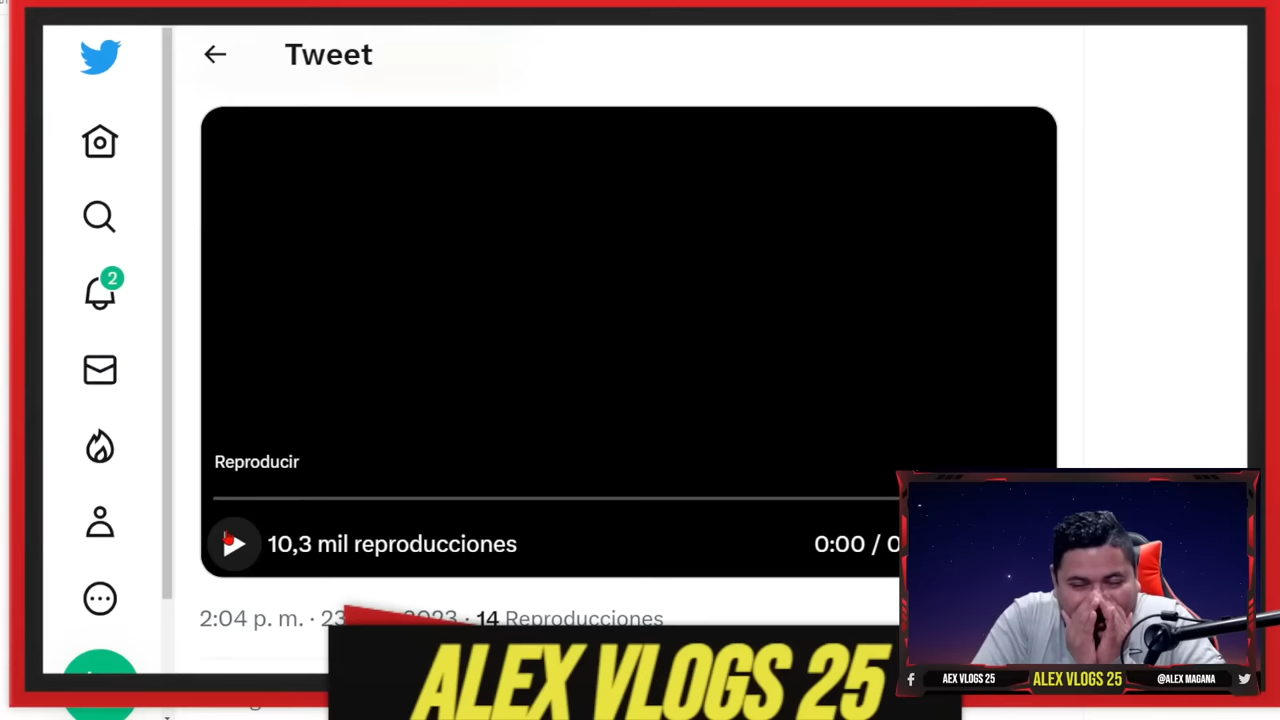 Tweet
2
Reproducir
10,3 mil reproducciones
0:00 / 0
2:04 p. m. · 23 2023 · 14 Reproducciones
ALEX VLOGS 25
AEX VLOGS 25
ALEX VLOGS 25
@ALEX MAGANA